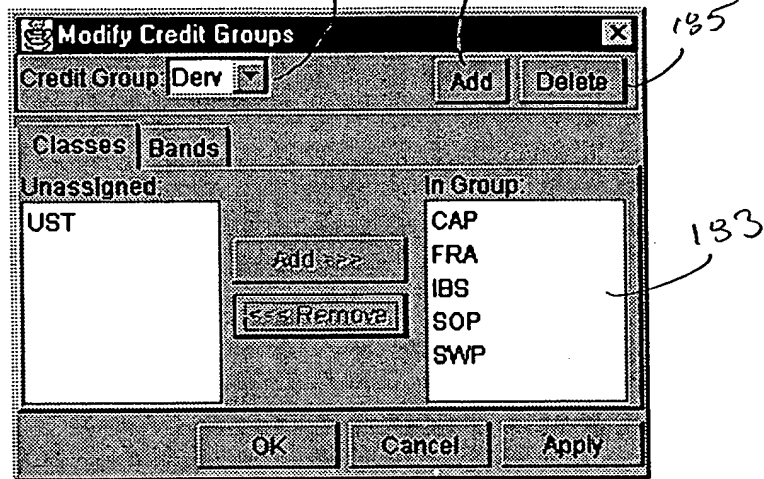 Modify Credit Groups
185
Credit Group: Derv
Add Delete
Classes Bands
Unassigned: In Group:
UST
CAP
FRA
IBS
SOP
SWP
Add >>>
<<< Remove
183
OK Cancel Apply